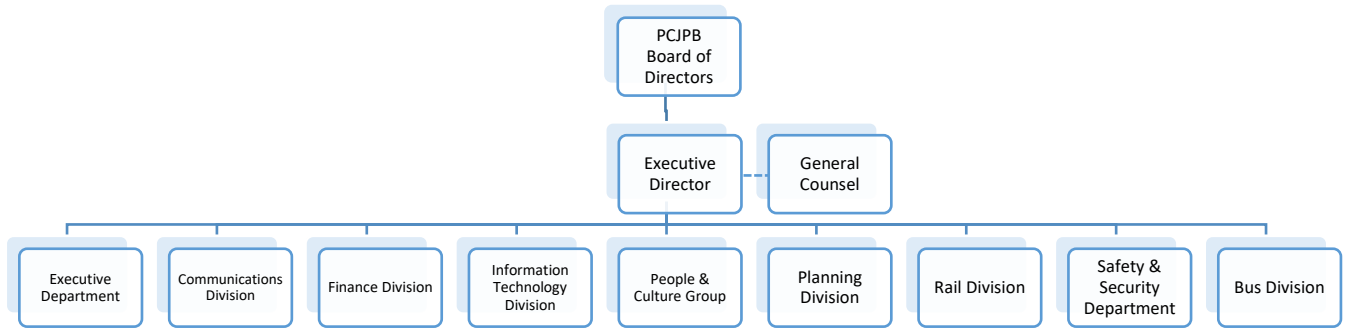 PCJPB
Board of
Directors
Executive
Director
General
Counsel
Executive
Department
Communications
Division
Finance Division
Information
Technology
Division
People &
Culture Group
Planning
Division
Rail Division
Safety &
Security
Department
Bus Division